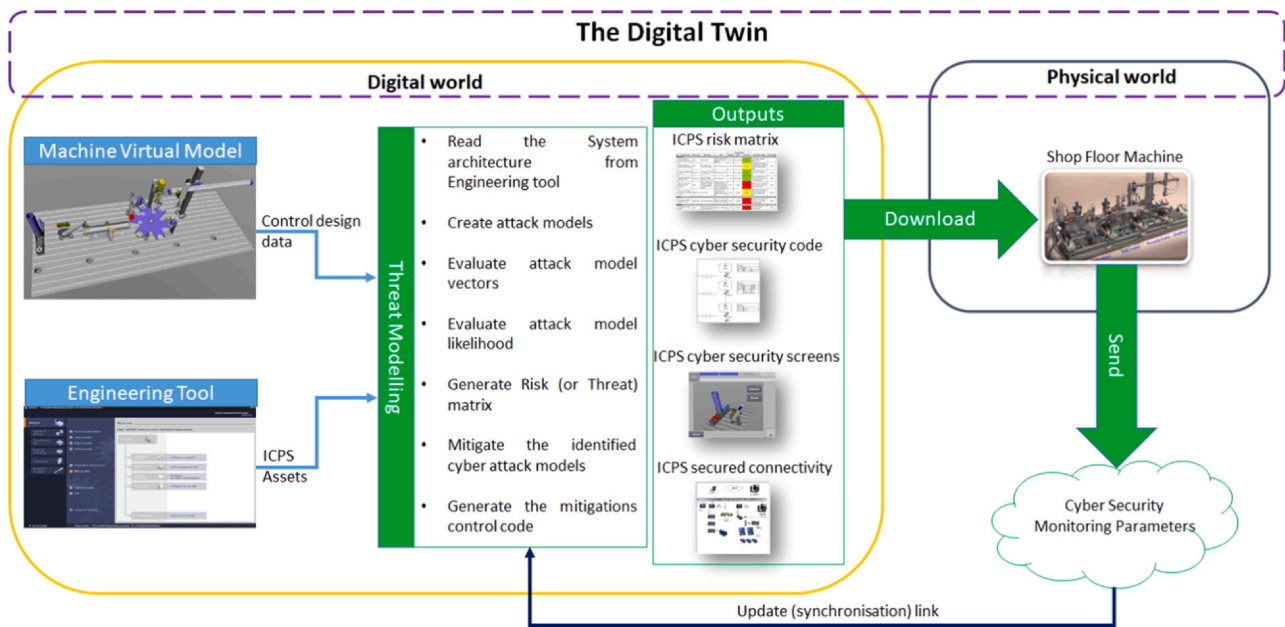 The Digital Twin
Digital world
Physical world
Machine Virtual Model
Control design
data
Engineering Tool
ICPS
Assets
Threat Modelling
• Read the System
architecture from
Engineering tool
• Create attack models
• Evaluate attack model
vectors
• Evaluate attack model
likelihood
• Generate Risk (or Threat)
matrix
• Mitigate the identified
cyber attack models
• Generate the mitigations
control code
Outputs
ICPS risk matrix
ICPS cyber security code
ICPS cyber security screens
ICPS secured connectivity
Download
Shop Floor Machine
Send
Cyber Security
Monitoring Parameters
Update (synchronisation) link